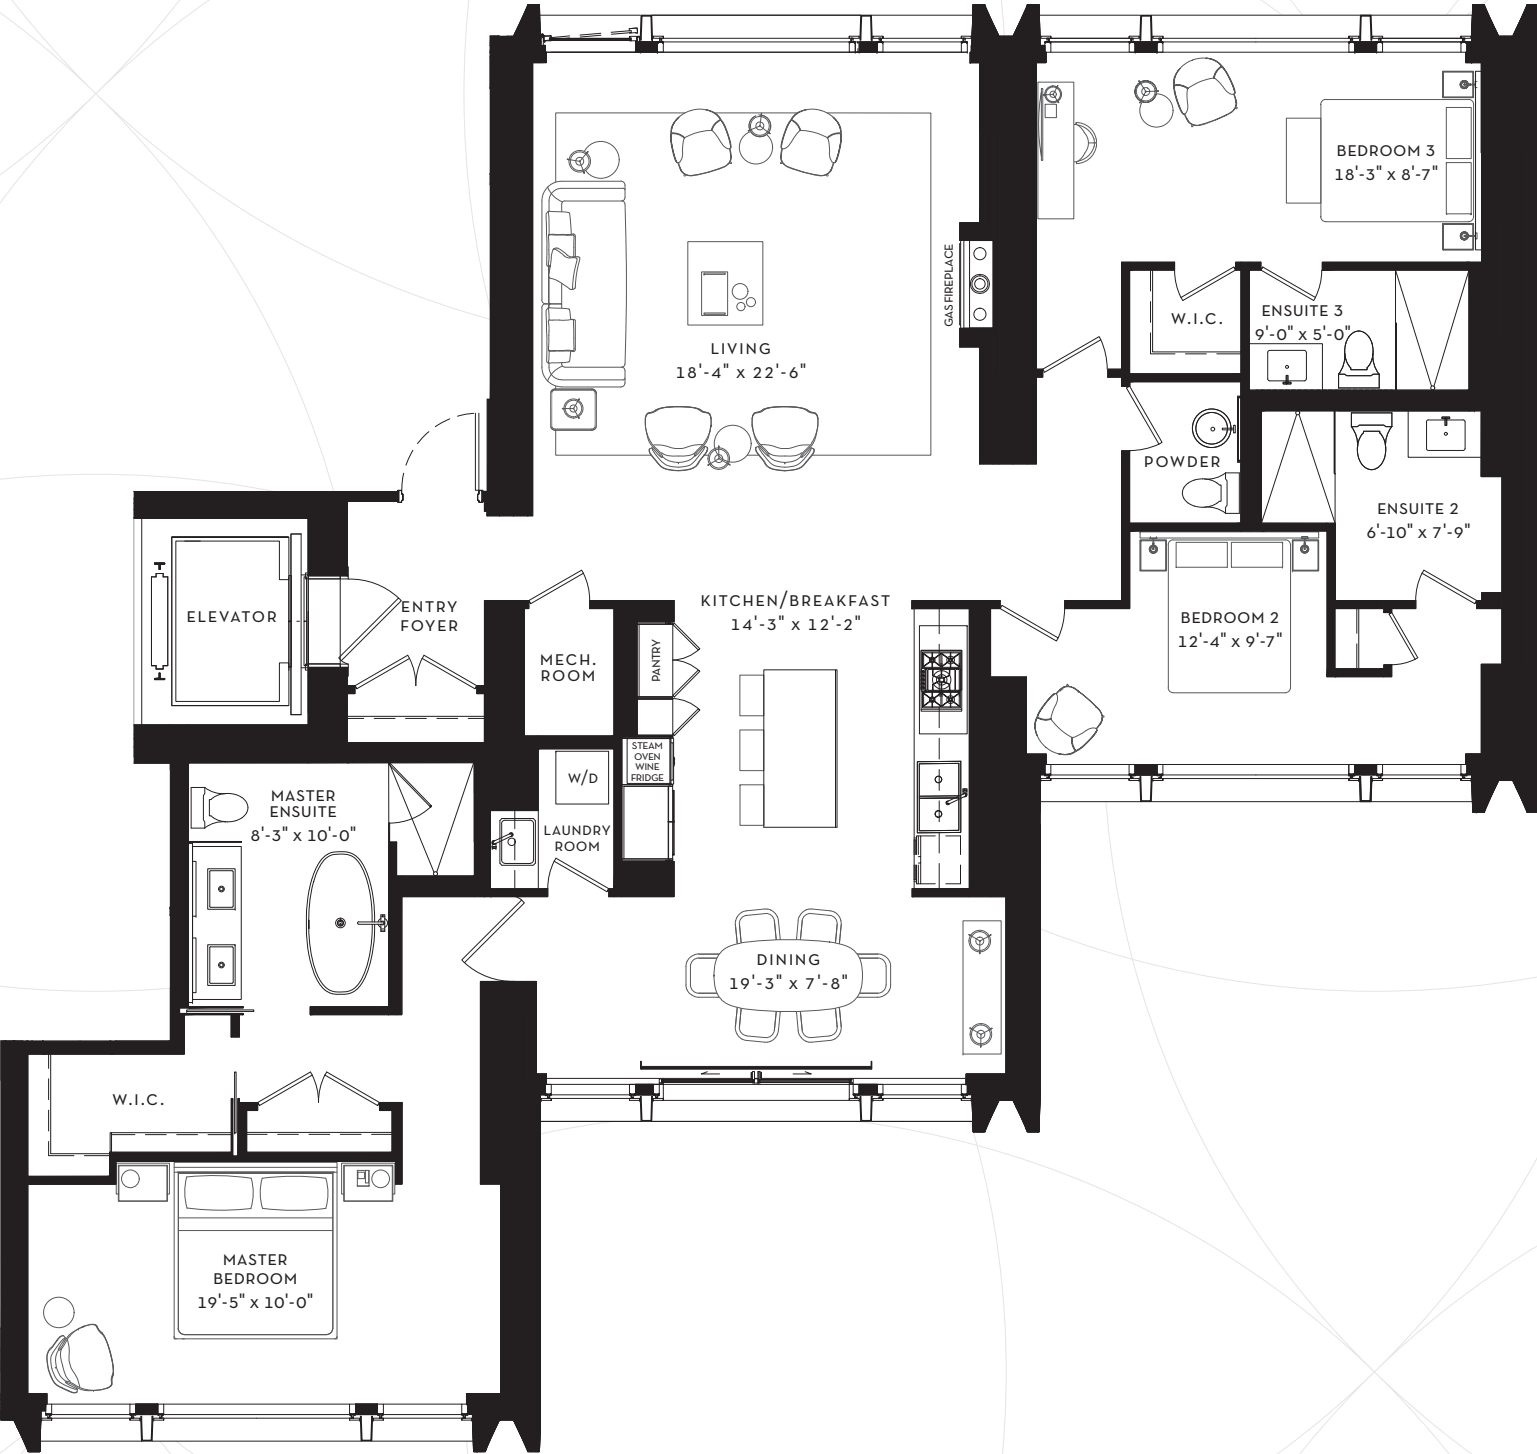 BEDROOM 3
18'-3" x 8'-7"
GAS FIREPLACE
LIVING
18'-4" x 22'-6"
W.I.C.
ENSUITE 3
9'-0" x 5'-0"
POWDER
ENSUITE 2
6'-10" x 7'-9"
ELEVATOR
ENTRY
FOYER
KITCHEN/BREAKFAST
14'-3" x 12'-2"
BEDROOM 2
12'-4" x 9'-7"
MECH.
ROOM
PANTRY
STEAM
OVEN
WINE
FRIDGE
W/D
LAUNDRY
ROOM
MASTER
ENSUITE
8'-3" x 10'-0"
DINING
19'-3" x 7'-8"
W.I.C.
MASTER
BEDROOM
19'-5" x 10'-0"